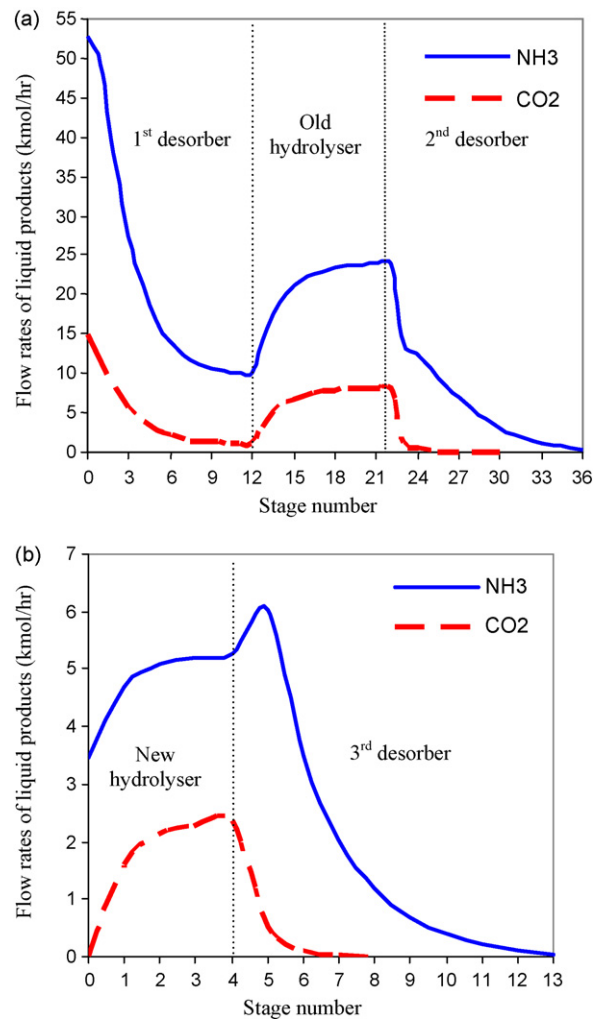 (a)
Flow rates of liquid products (kmol/hr)
55
50
45
40
35
30
25
20
15
10
5
0
NH3
CO2
1st desorber
Old
hydrolyser
2nd desorber
0 3 6 9 12 15 18 21 24 27 30 33 36
Stage number
(b)
Flow rates of liquid products (kmol/hr)
7
6
5
4
3
2
1
0
NH3
CO2
New
hydrolyser
3rd desorber
0 1 2 3 4 5 6 7 8 9 10 11 12 13
Stage number